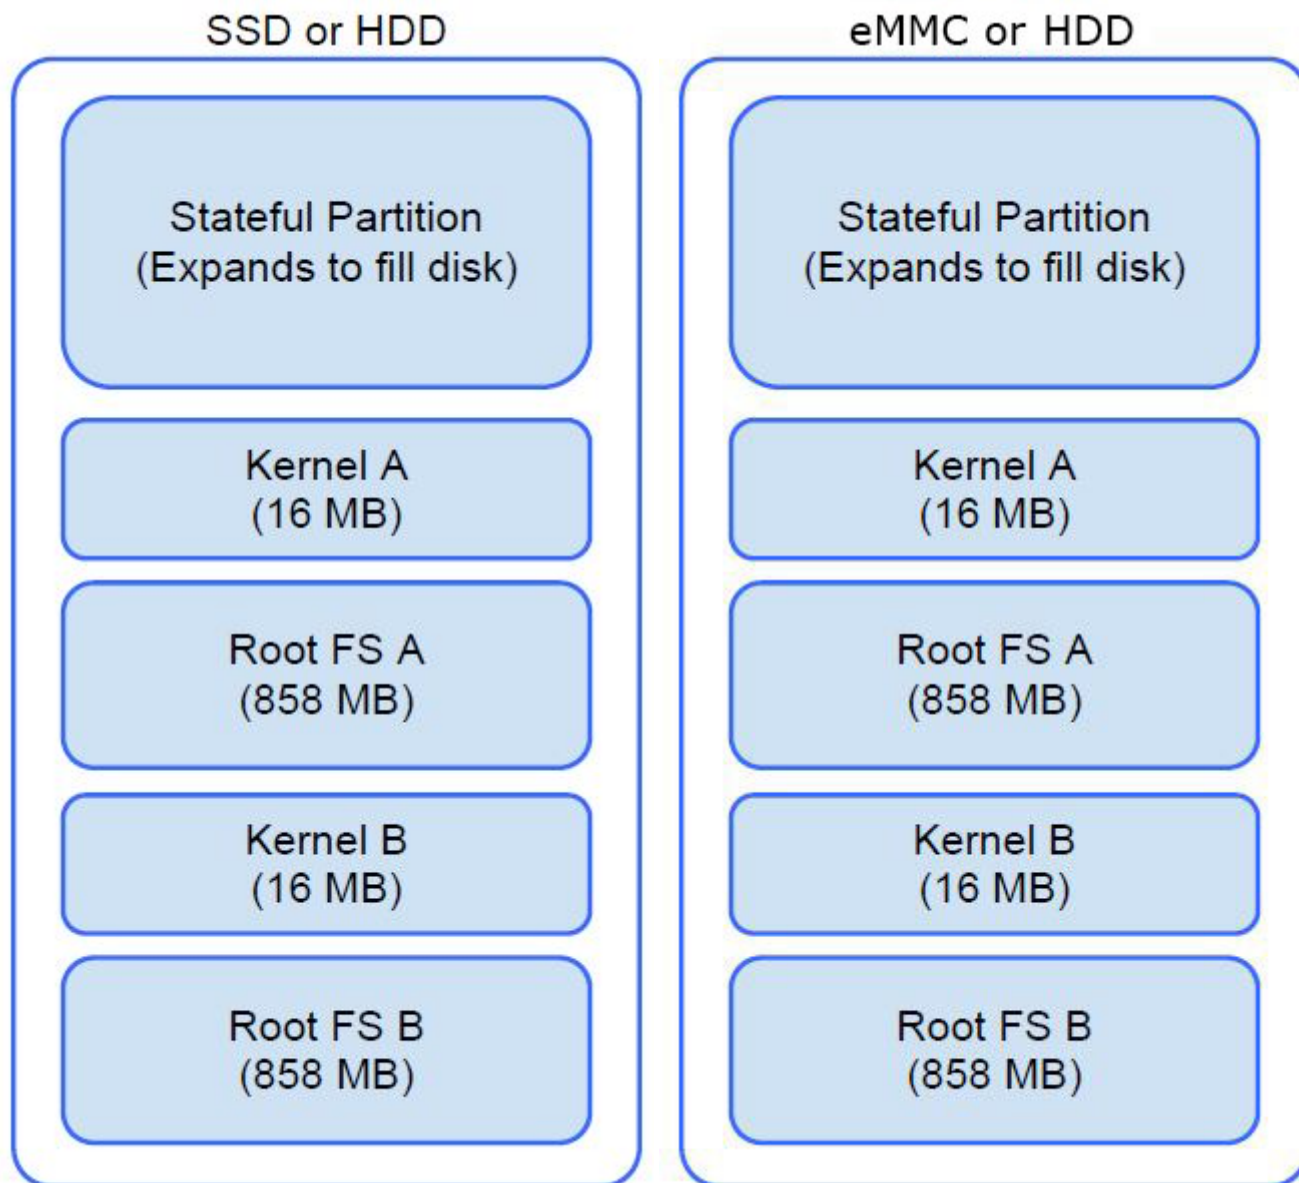 SSD or HDD
Stateful Partition
(Expands to fill disk)
Kernel A
(16 MB)
Root FS A
(858 MB)
Kernel B
(16 MB)
Root FS B
(858 MB)
eMMC or HDD
Stateful Partition
(Expands to fill disk)
Kernel A
(16 MB)
Root FS A
(858 MB)
Kernel B
(16 MB)
Root FS B
(858 MB)